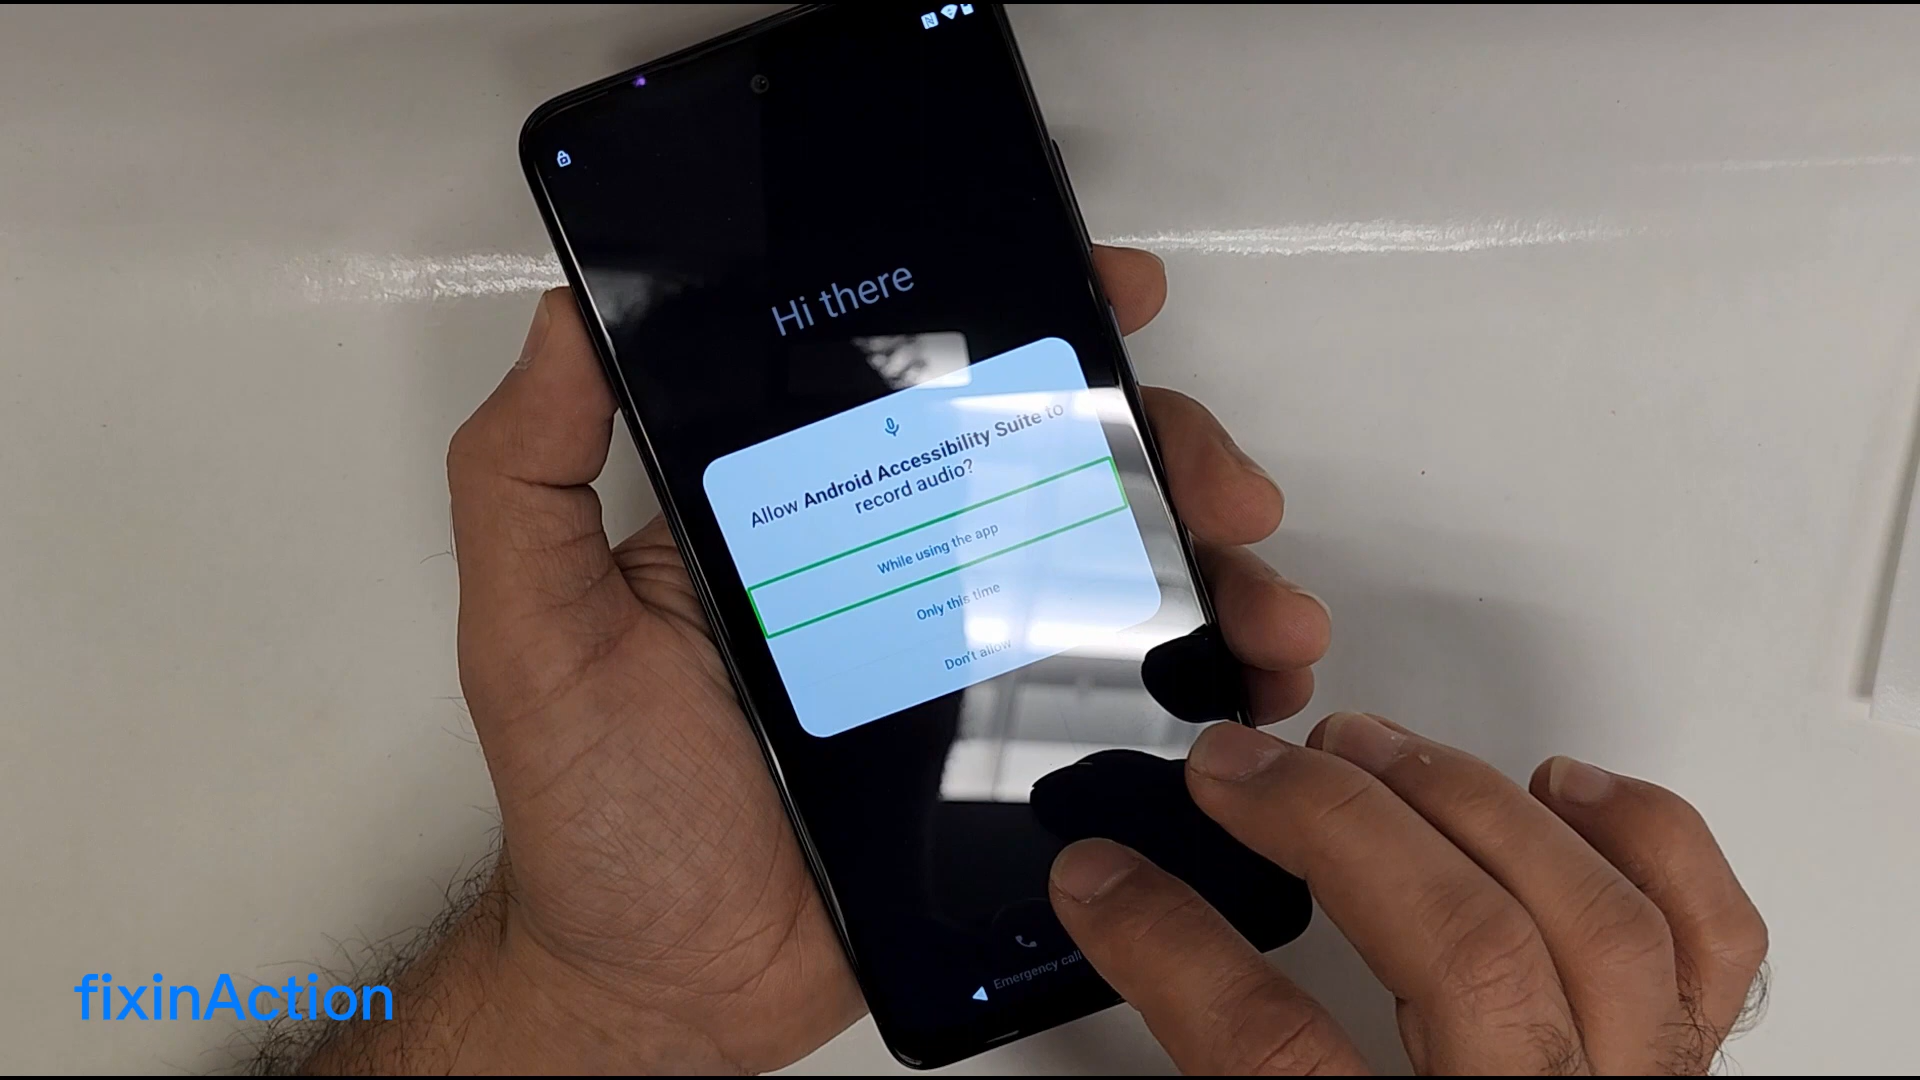 Hi there
Allow Android Accessibility Suite to
record audio?
While using the app
Only this time
Don't allow
Emergency call
fixinAction